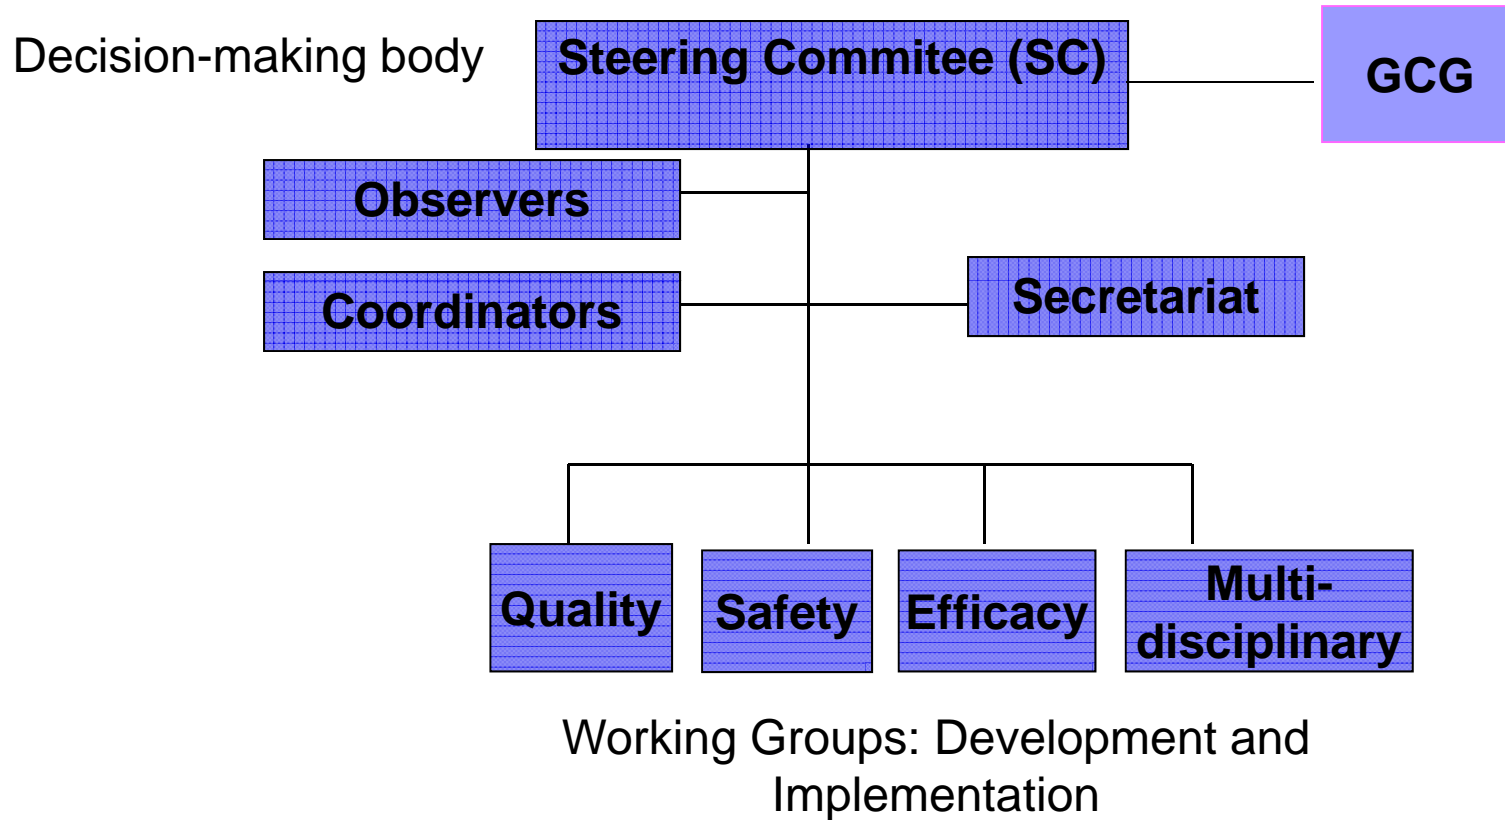 Decision-making body
Steering Commitee (SC)
GCG
Observers
Coordinators
Secretariat
Quality
Safety
Efficacy
Multi-
disciplinary
Working Groups: Development and
Implementation